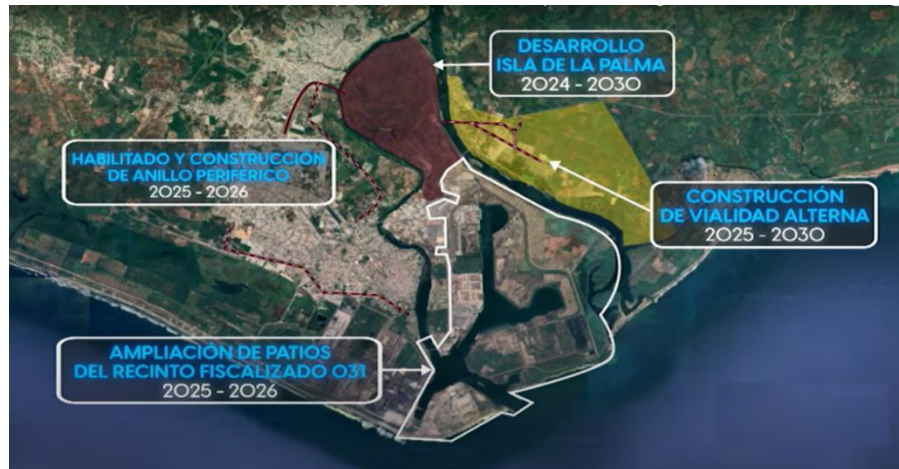 DESARROLLO
ISLA DE LA PALMA
2024 - 2030
HABILITADO Y CONSTRUCCIÓN
DE ANILLO PERIFÉRICO
2025 - 2026
CONSTRUCCIÓN
DE VIALIDAD ALTERNA
2025 - 2030
AMPLIACIÓN DE PATIOS
DEL RECINTO FISCALIZADO 031
2025 - 2026